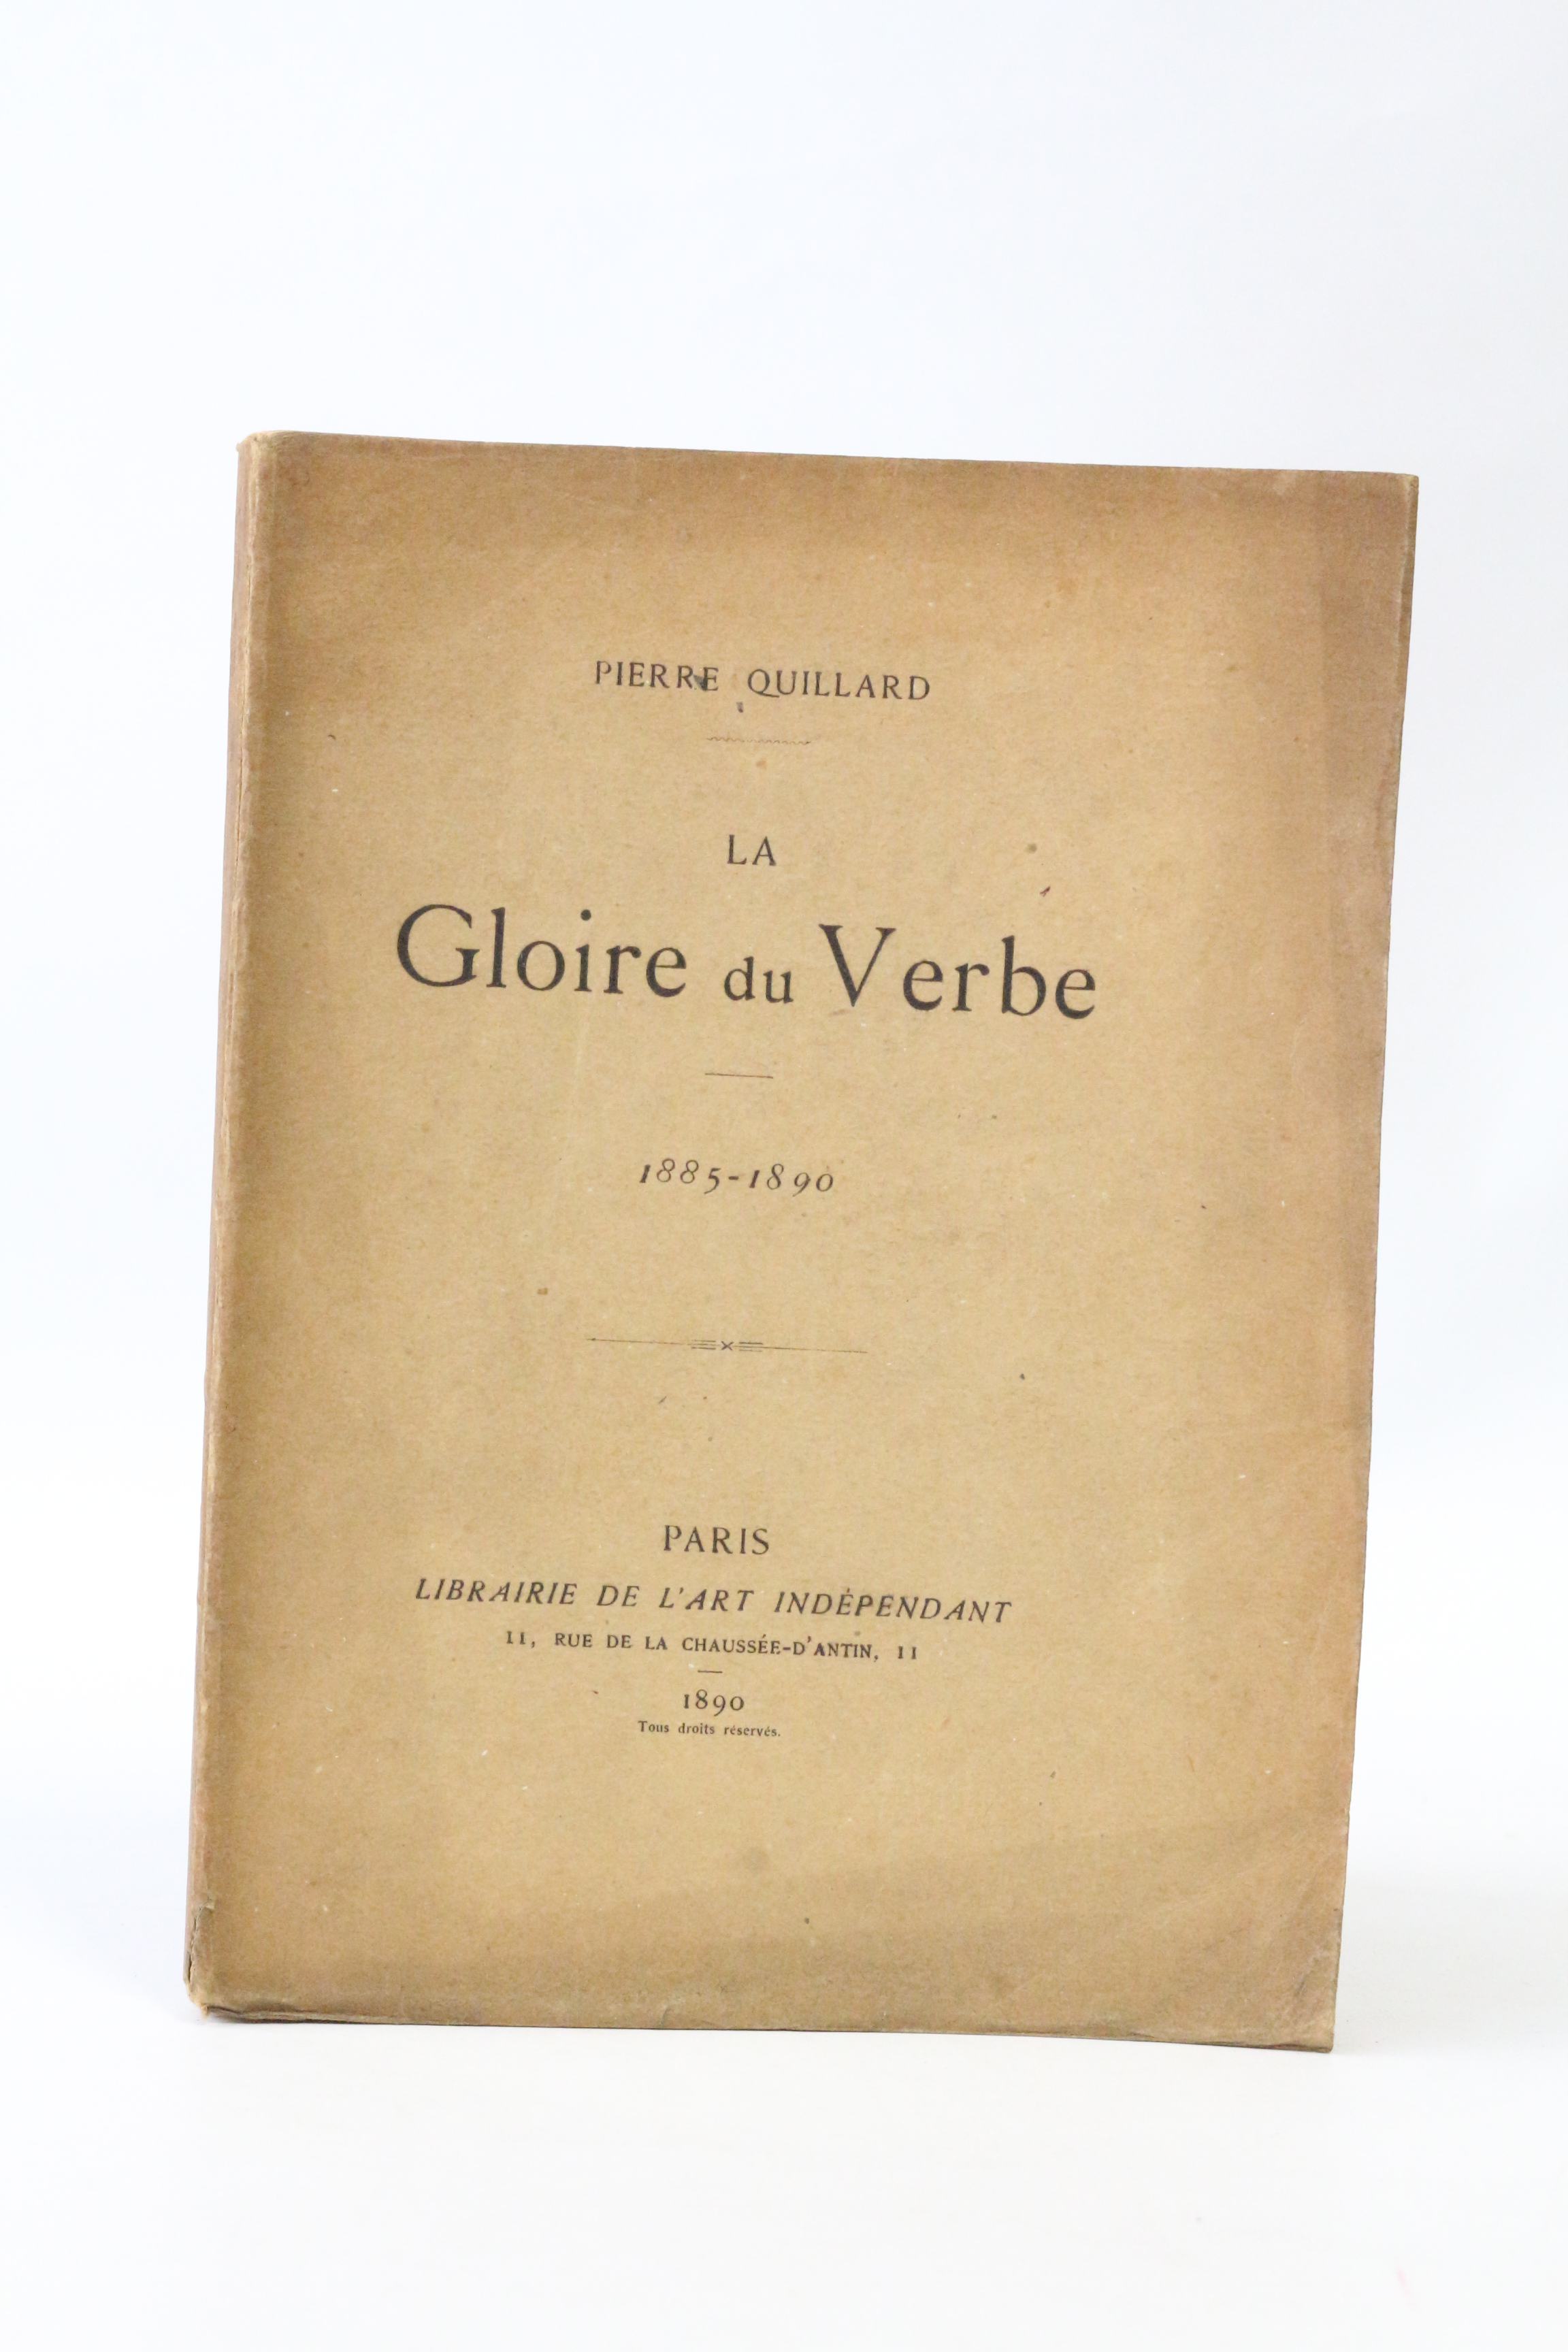 PIERRE QUILLARD
LA
Gloire du Verbe
1885-1890
PARIS
LIBRAIRIE DE L'ART INDÉPENDANT
11, RUE DE LA CHAUSSÉE-D'ANTIN, 11
1890
Tous droits réservés.